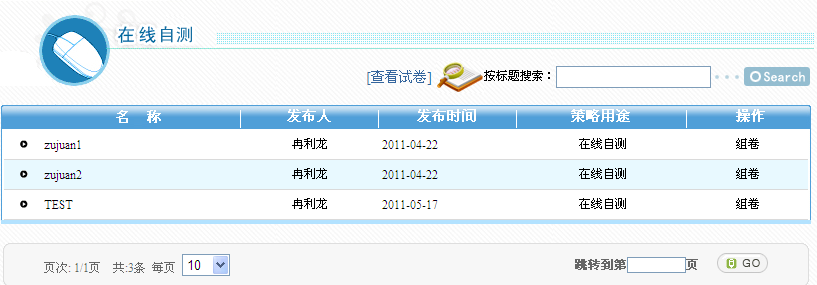 在线自测
[查看试卷] 按标题搜索： Search
名 称 发布人 发布时间 策略用途 操作
zujuan1 冉利龙 2011-04-22 在线自测 组卷
zujuan2 冉利龙 2011-04-22 在线自测 组卷
TEST 冉利龙 2011-05-17 在线自测 组卷
页次: 1/1页 共:3条 每页 10 跳转到第 页 GO